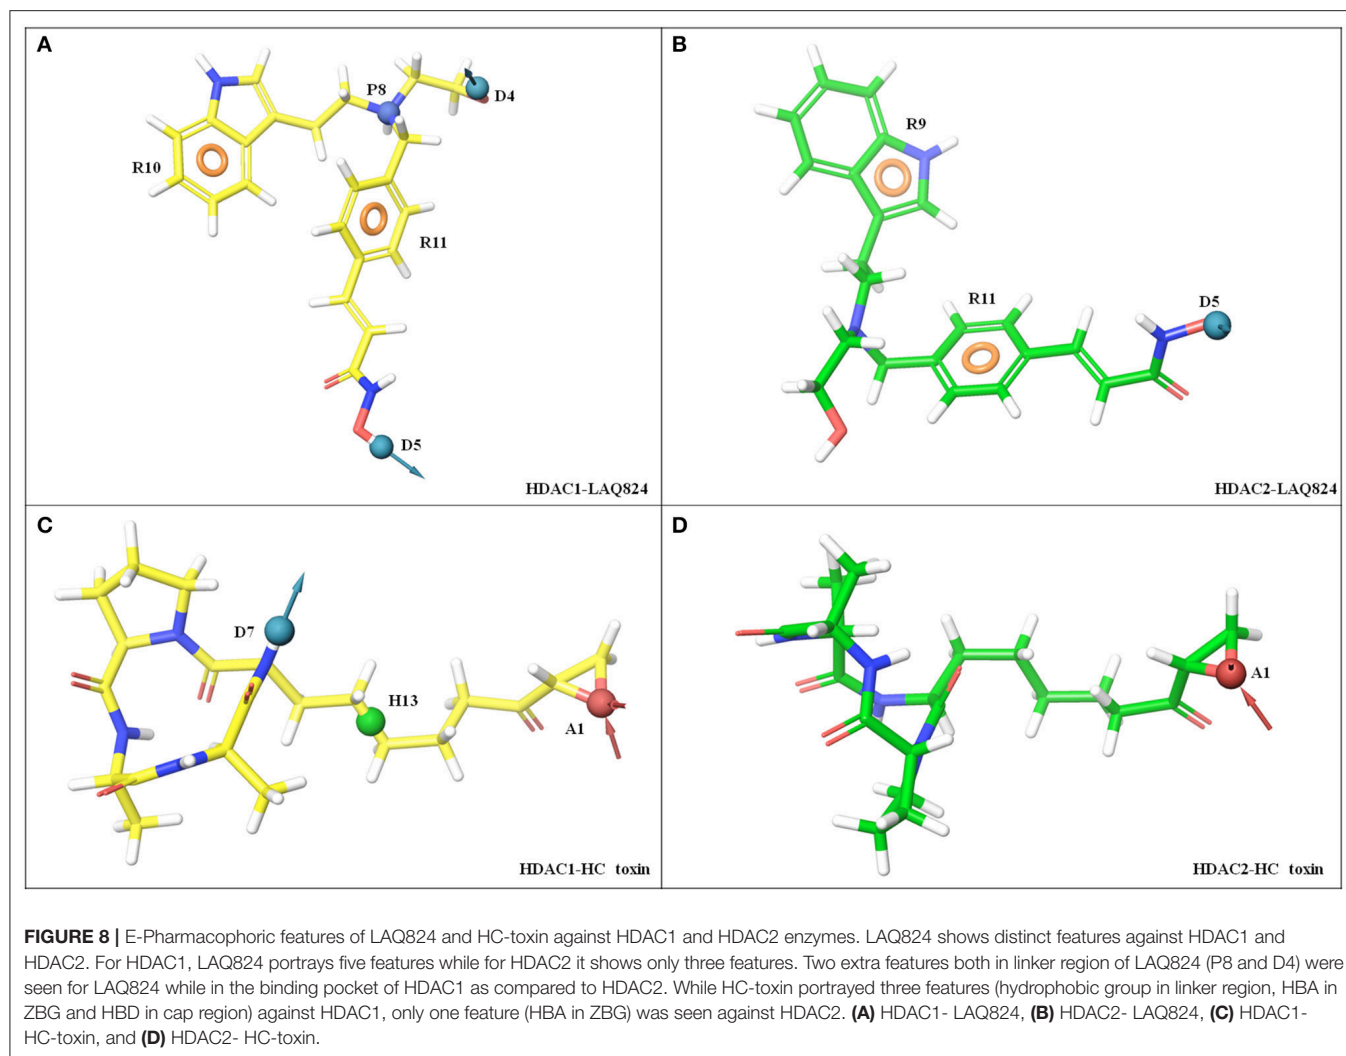 A
P8
D4
R10
R11
D5
HDAC1-LAQ824
B
R9
R11
D5
HDAC2-LAQ824
C
D7
H13
A1
HDAC1-HC toxin
D
A1
HDAC2-HC toxin
FIGURE 8 | E-Pharmacophoric features of LAQ824 and HC-toxin against HDAC1 and HDAC2 enzymes. LAQ824 shows distinct features against HDAC1 and
HDAC2. For HDAC1, LAQ824 portrays five features while for HDAC2 it shows only three features. Two extra features both in linker region of LAQ824 (P8 and D4) were
seen for LAQ824 while in the binding pocket of HDAC1 as compared to HDAC2. While HC-toxin portrayed three features (hydrophobic group in linker region, HBA in
ZBG and HBD in cap region) against HDAC1, only one feature (HBA in ZBG) was seen against HDAC2. (A) HDAC1- LAQ824, (B) HDAC2- LAQ824, (C) HDAC1-
HC-toxin, and (D) HDAC2- HC-toxin.